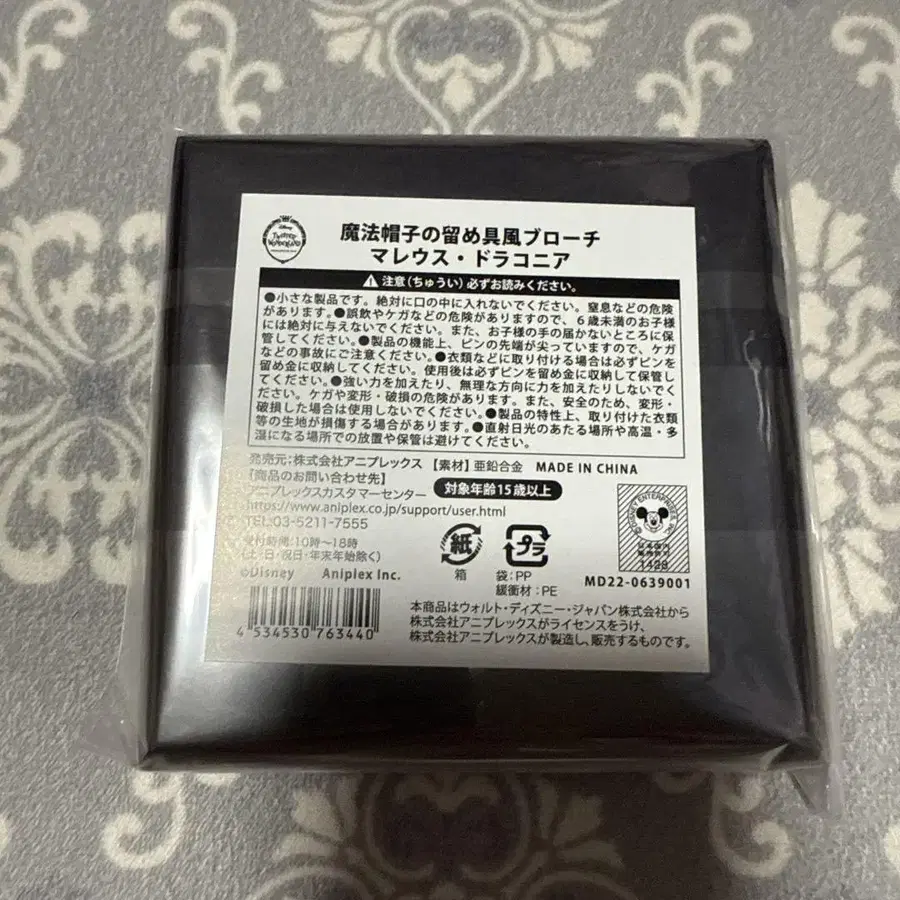 Disney
TWISTED
WONDERLAND
魔法帽子の留め具風ブローチ
マレウス・ドラコニア
注意(ちゅうい)必ずお読みください。
●小さな製品です。絶対に口の中に入れないでください。窒息などの危険
があります。●誤飲やケガなどの危険がありますので、6歳未満のお子様
には絶対に与えないでください。また、お子様の手の届かないところに保
管してください。●製品の機能上、ピンの先端が尖っていますので、ケガ
などの事故にご注意ください。●衣類などに取り付ける場合は必ずピンを
留め金に収納してください。使用後は必ずピンを留め金に収納して保管し
てください。●強い力を加えたり、無理な方向に力を加えたりしないでく
ださい。ケガや変形・破損の危険があります。また、安全のため、変形・
破損した場合は使用しないでください。●製品の特性上、取り付けた衣類
等の生地が損傷する場合があります。●直射日光のあたる場所や高温・多
湿になる場所での放置や保管は避けてください。
発売元:株式会社アニプレックス 【素材】亜鉛合金 MADE IN CHINA
【商品のお問い合わせ先】
アニプレックスカスタマーセンター 対象年齢15歳以上
https://www.aniplex.co.jp/support/user.html
TEL.03-5211-7555
受付時間:10時〜18時
(土・日・祝日・年末年始除く)
©Disney Aniplex Inc.
紙
箱
プラ
袋:PP
緩衝材:PE
©DISNEY ENTERPRISES, INC.
日本国内
販売許可
1428
MD22-0639001
4 534530 763440
本商品はウォルト・ディズニー・ジャパン株式会社から
株式会社アニプレックスがライセンスをうけ、
株式会社アニプレックスが製造し、販売するものです。